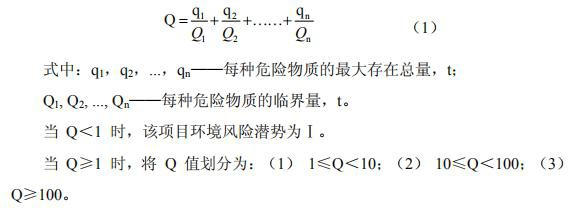 Q = q1/Q1 + q2/Q2 +……+ qn/Qn （1）
式中：q1，q2，...，qn——每种危险物质的最大存在总量，t；
Q1, Q2, ..., Qn——每种危险物质的临界量，t。
当 Q＜1 时，该项目环境风险潜势为Ⅰ。
当 Q≥1 时，将 Q 值划分为：（1） 1≤Q＜10；（2） 10≤Q＜100；（3）
Q≥100。